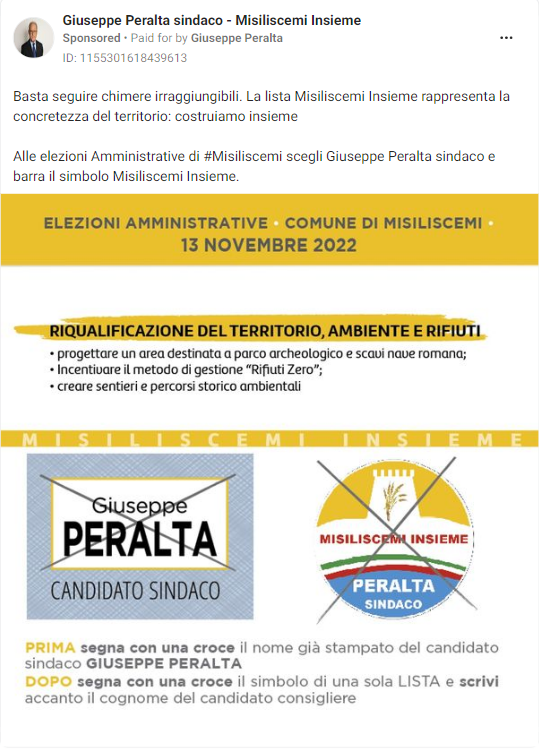 Giuseppe Peralta sindaco - Misiliscemi Insieme
Sponsored • Paid for by Giuseppe Peralta
ID: 1155301618439613
Basta seguire chimere irraggiungibili. La lista Misiliscemi Insieme rappresenta la
concretezza del territorio: costruiamo insieme
Alle elezioni Amministrative di #Misiliscemi scegli Giuseppe Peralta sindaco e
barra il simbolo Misiliscemi Insieme.
ELEZIONI AMMINISTRATIVE • COMUNE DI MISILISCEMI •
13 NOVEMBRE 2022
RIQUALIFICAZIONE DEL TERRITORIO, AMBIENTE E RIFIUTI
• progettare un area destinata a parco archeologico e scavi nave romana;
• Incentivare il metodo di gestione "Rifiuti Zero";
• creare sentieri e percorsi storico ambientali
MISILISCEMI INSIEME
Giuseppe
PERALTA
CANDIDATO SINDACO
MISILISCEMI INSIEME
PERALTA
SINDACO
PRIMA segna con una croce il nome già stampato del candidato
sindaco GIUSEPPE PERALTA
DOPO segna con una croce il simbolo di una sola LISTA e scrivi
accanto il cognome del candidato consigliere